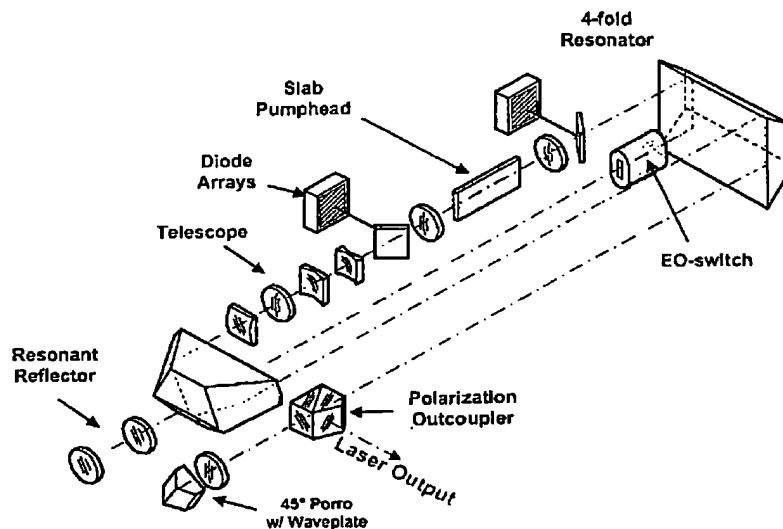 4-fold
Resonator
Slab
Pumphead
Diode
Arrays
Telescope
EO-switch
Resonant
Reflector
Polarization
Outcoupler
Laser Output
45° Porro
w/ Waveplate